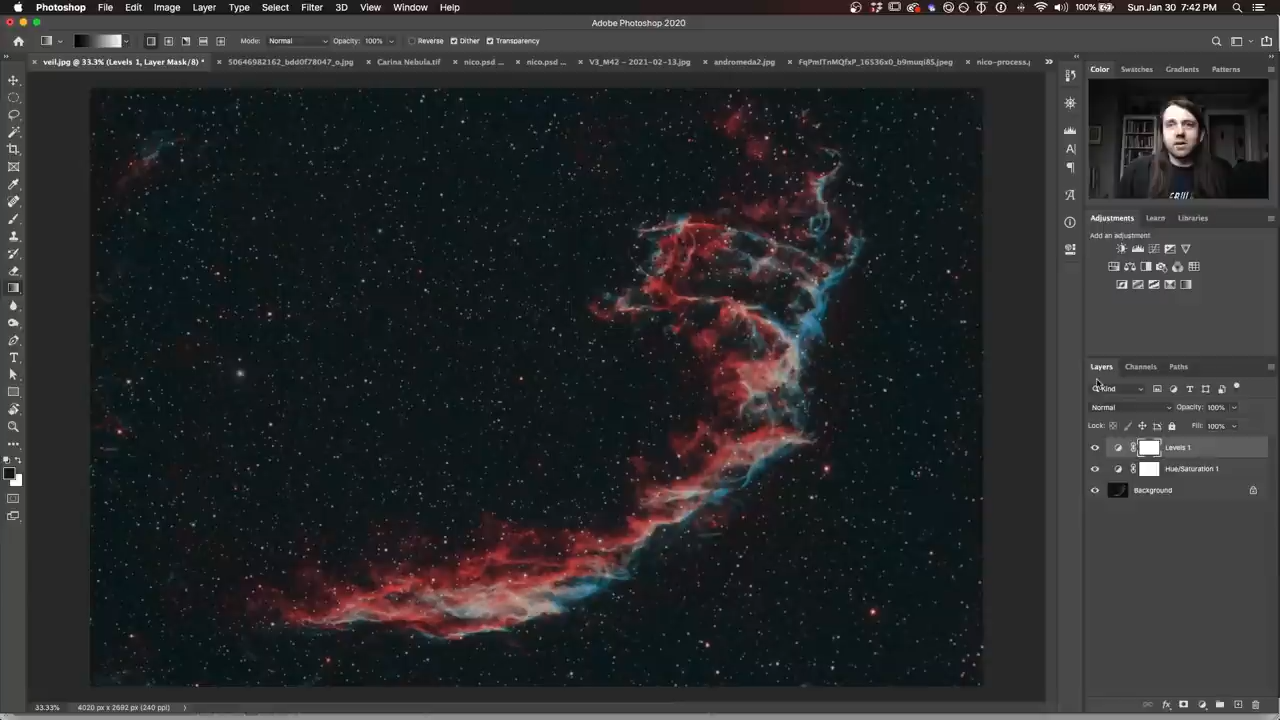 Photoshop File Edit Image Layer Type Select Filter 3D View Window Help 100% Sun Jan 30 7:42 PM
Adobe Photoshop 2020
Mode: Normal Opacity: 100% Reverse Dither Transparency
veil.jpg @ 33.3% (Levels 1, Layer Mask/8) * 50646982162_bdd0f78047_o.jpg Carina Nebula.tif nico.psd ... nico.psd ... V3_M42 – 2021-02-13.jpg andromeda2.jpg FqPmfTnMQfxP_16536x0_b9muqi85.jpeg nico-process.p
Color Swatches Gradients Patterns
Adjustments Learn Libraries
Add an adjustment
Layers Channels Paths
Kind
Normal Opacity: 100%
Lock: Fill: 100%
Levels 1
Hue/Saturation 1
Background
33.33% 4020 px x 2692 px (240 ppi)